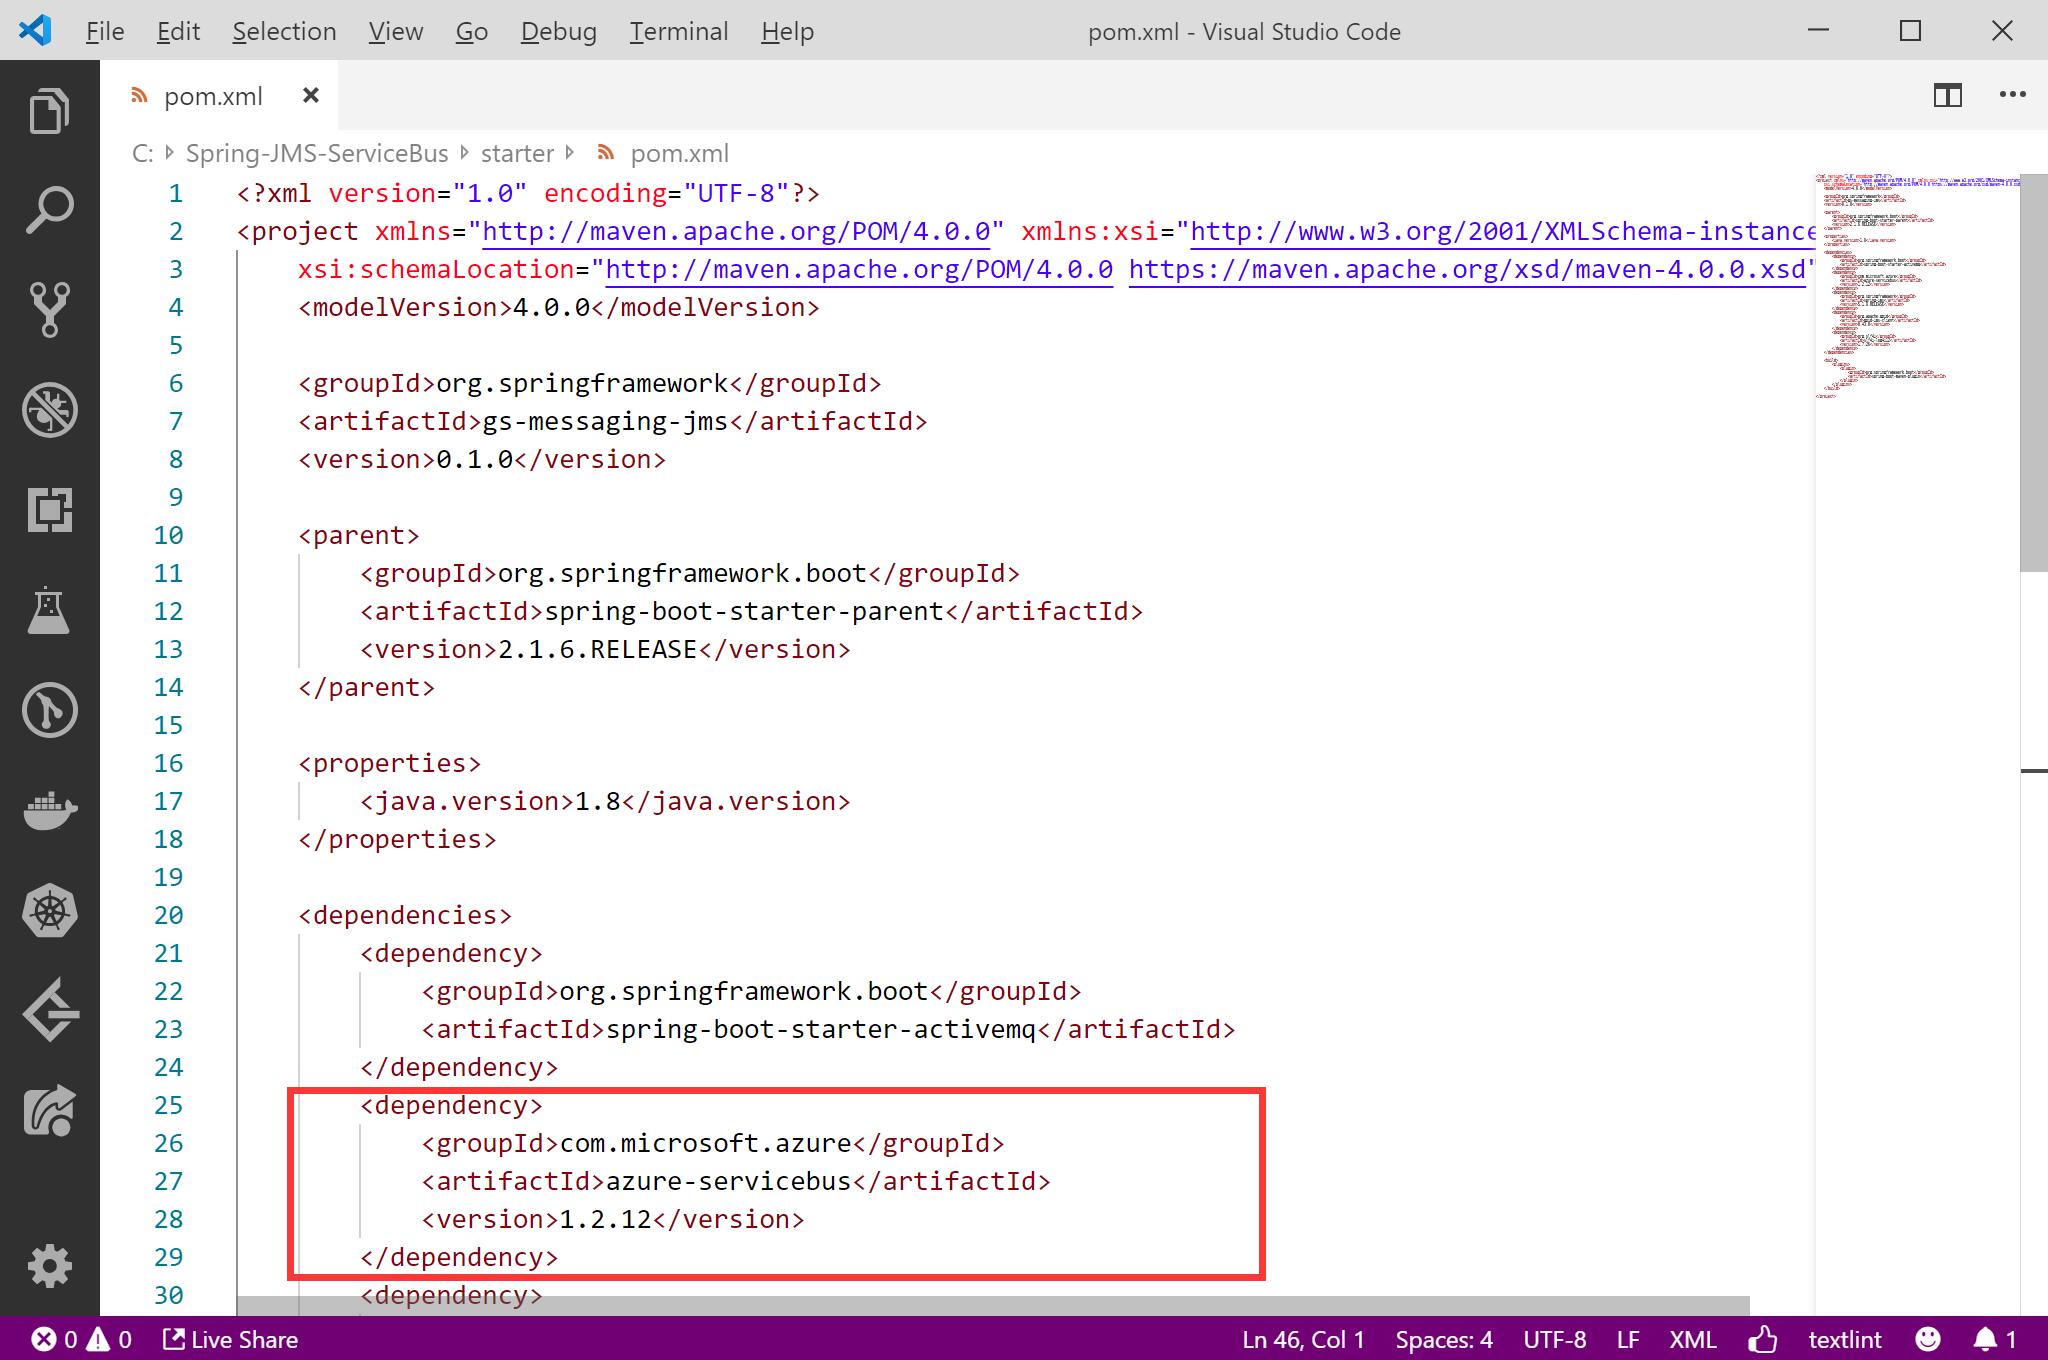 File Edit Selection View Go Debug Terminal Help pom.xml - Visual Studio Code
pom.xml
C: Spring-JMS-ServiceBus starter pom.xml
1 <?xml version="1.0" encoding="UTF-8"?>
2 <project xmlns="http://maven.apache.org/POM/4.0.0" xmlns:xsi="http://www.w3.org/2001/XMLSchema-instance
3 xsi:schemaLocation="http://maven.apache.org/POM/4.0.0 https://maven.apache.org/xsd/maven-4.0.0.xsd"
4 <modelVersion>4.0.0</modelVersion>
5
6 <groupId>org.springframework</groupId>
7 <artifactId>gs-messaging-jms</artifactId>
8 <version>0.1.0</version>
9
10 <parent>
11 <groupId>org.springframework.boot</groupId>
12 <artifactId>spring-boot-starter-parent</artifactId>
13 <version>2.1.6.RELEASE</version>
14 </parent>
15
16 <properties>
17 <java.version>1.8</java.version>
18 </properties>
19
20 <dependencies>
21 <dependency>
22 <groupId>org.springframework.boot</groupId>
23 <artifactId>spring-boot-starter-activemq</artifactId>
24 </dependency>
25 <dependency>
26 <groupId>com.microsoft.azure</groupId>
27 <artifactId>azure-servicebus</artifactId>
28 <version>1.2.12</version>
29 </dependency>
30 <dependency>
0 0 Live Share Ln 46, Col 1 Spaces: 4 UTF-8 LF XML textlint 1